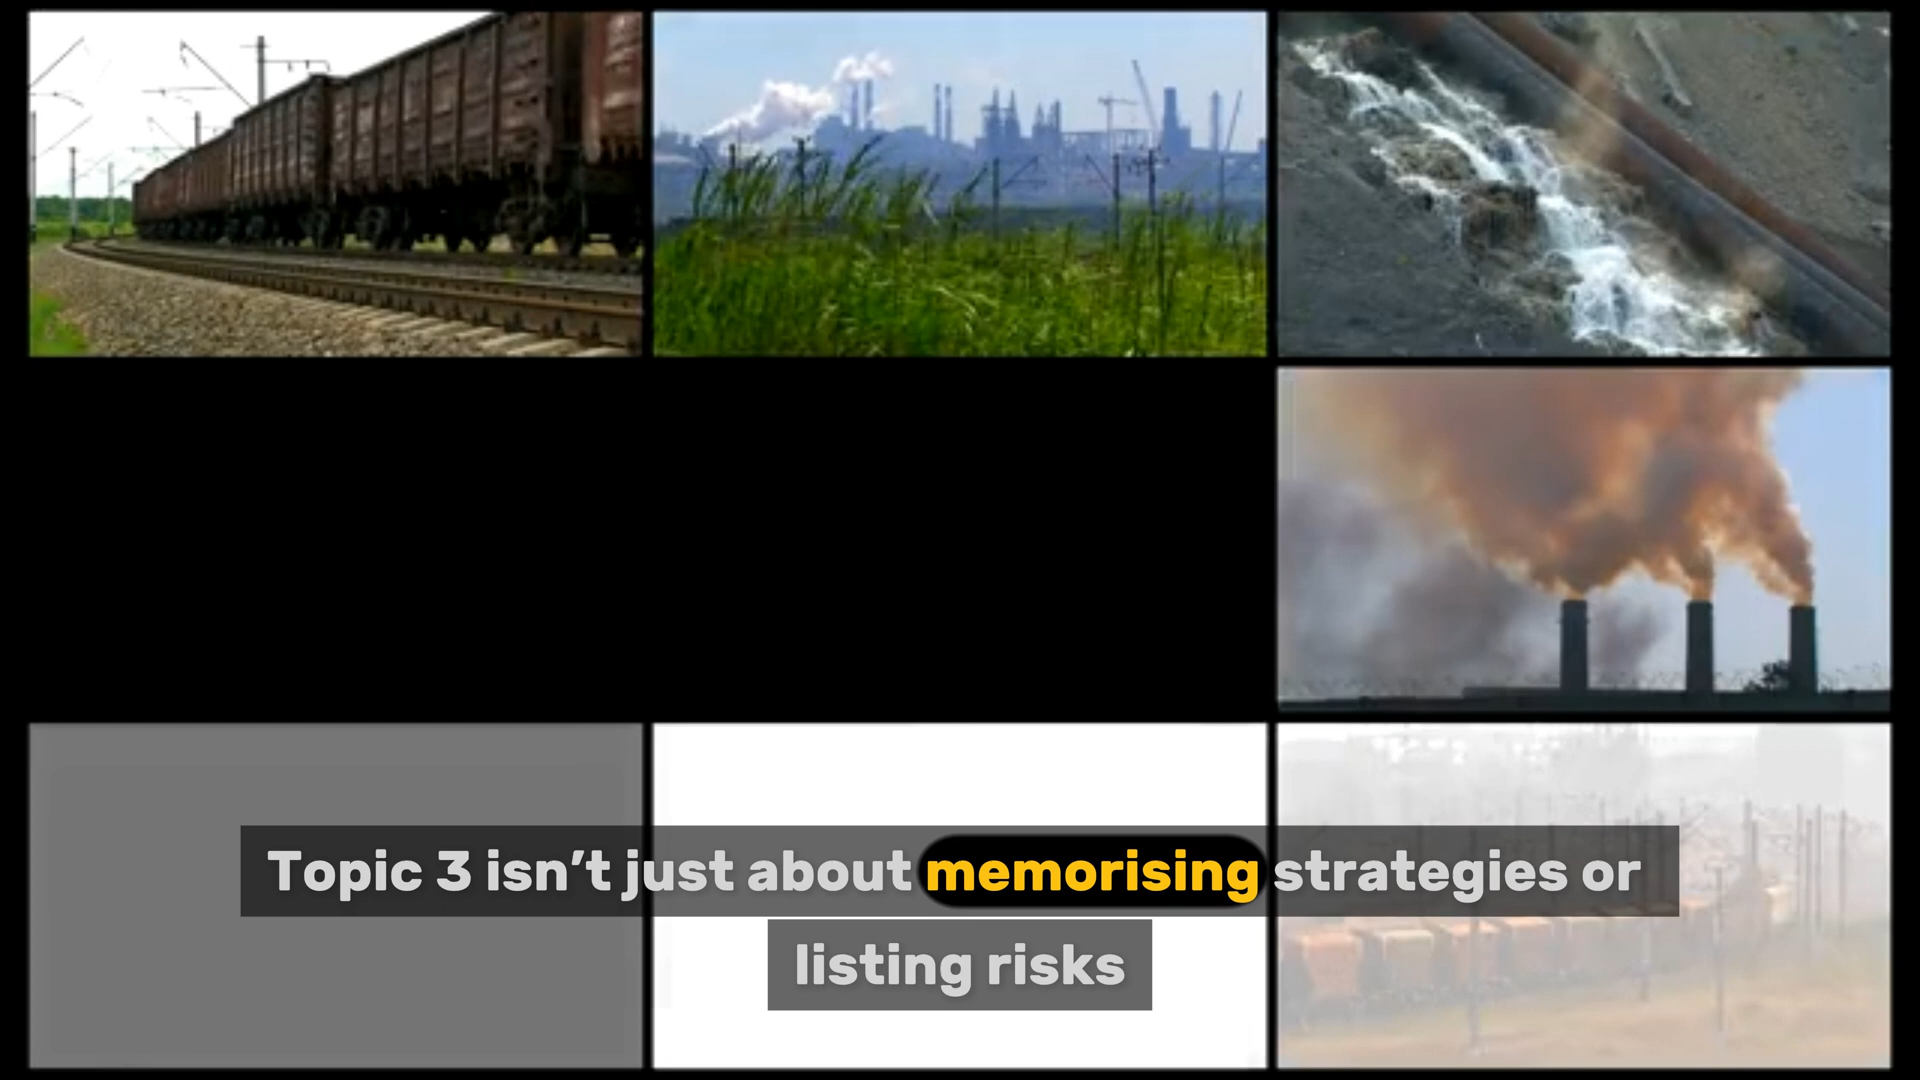 Topic 3 isn’t just about memorising strategies or
listing risks